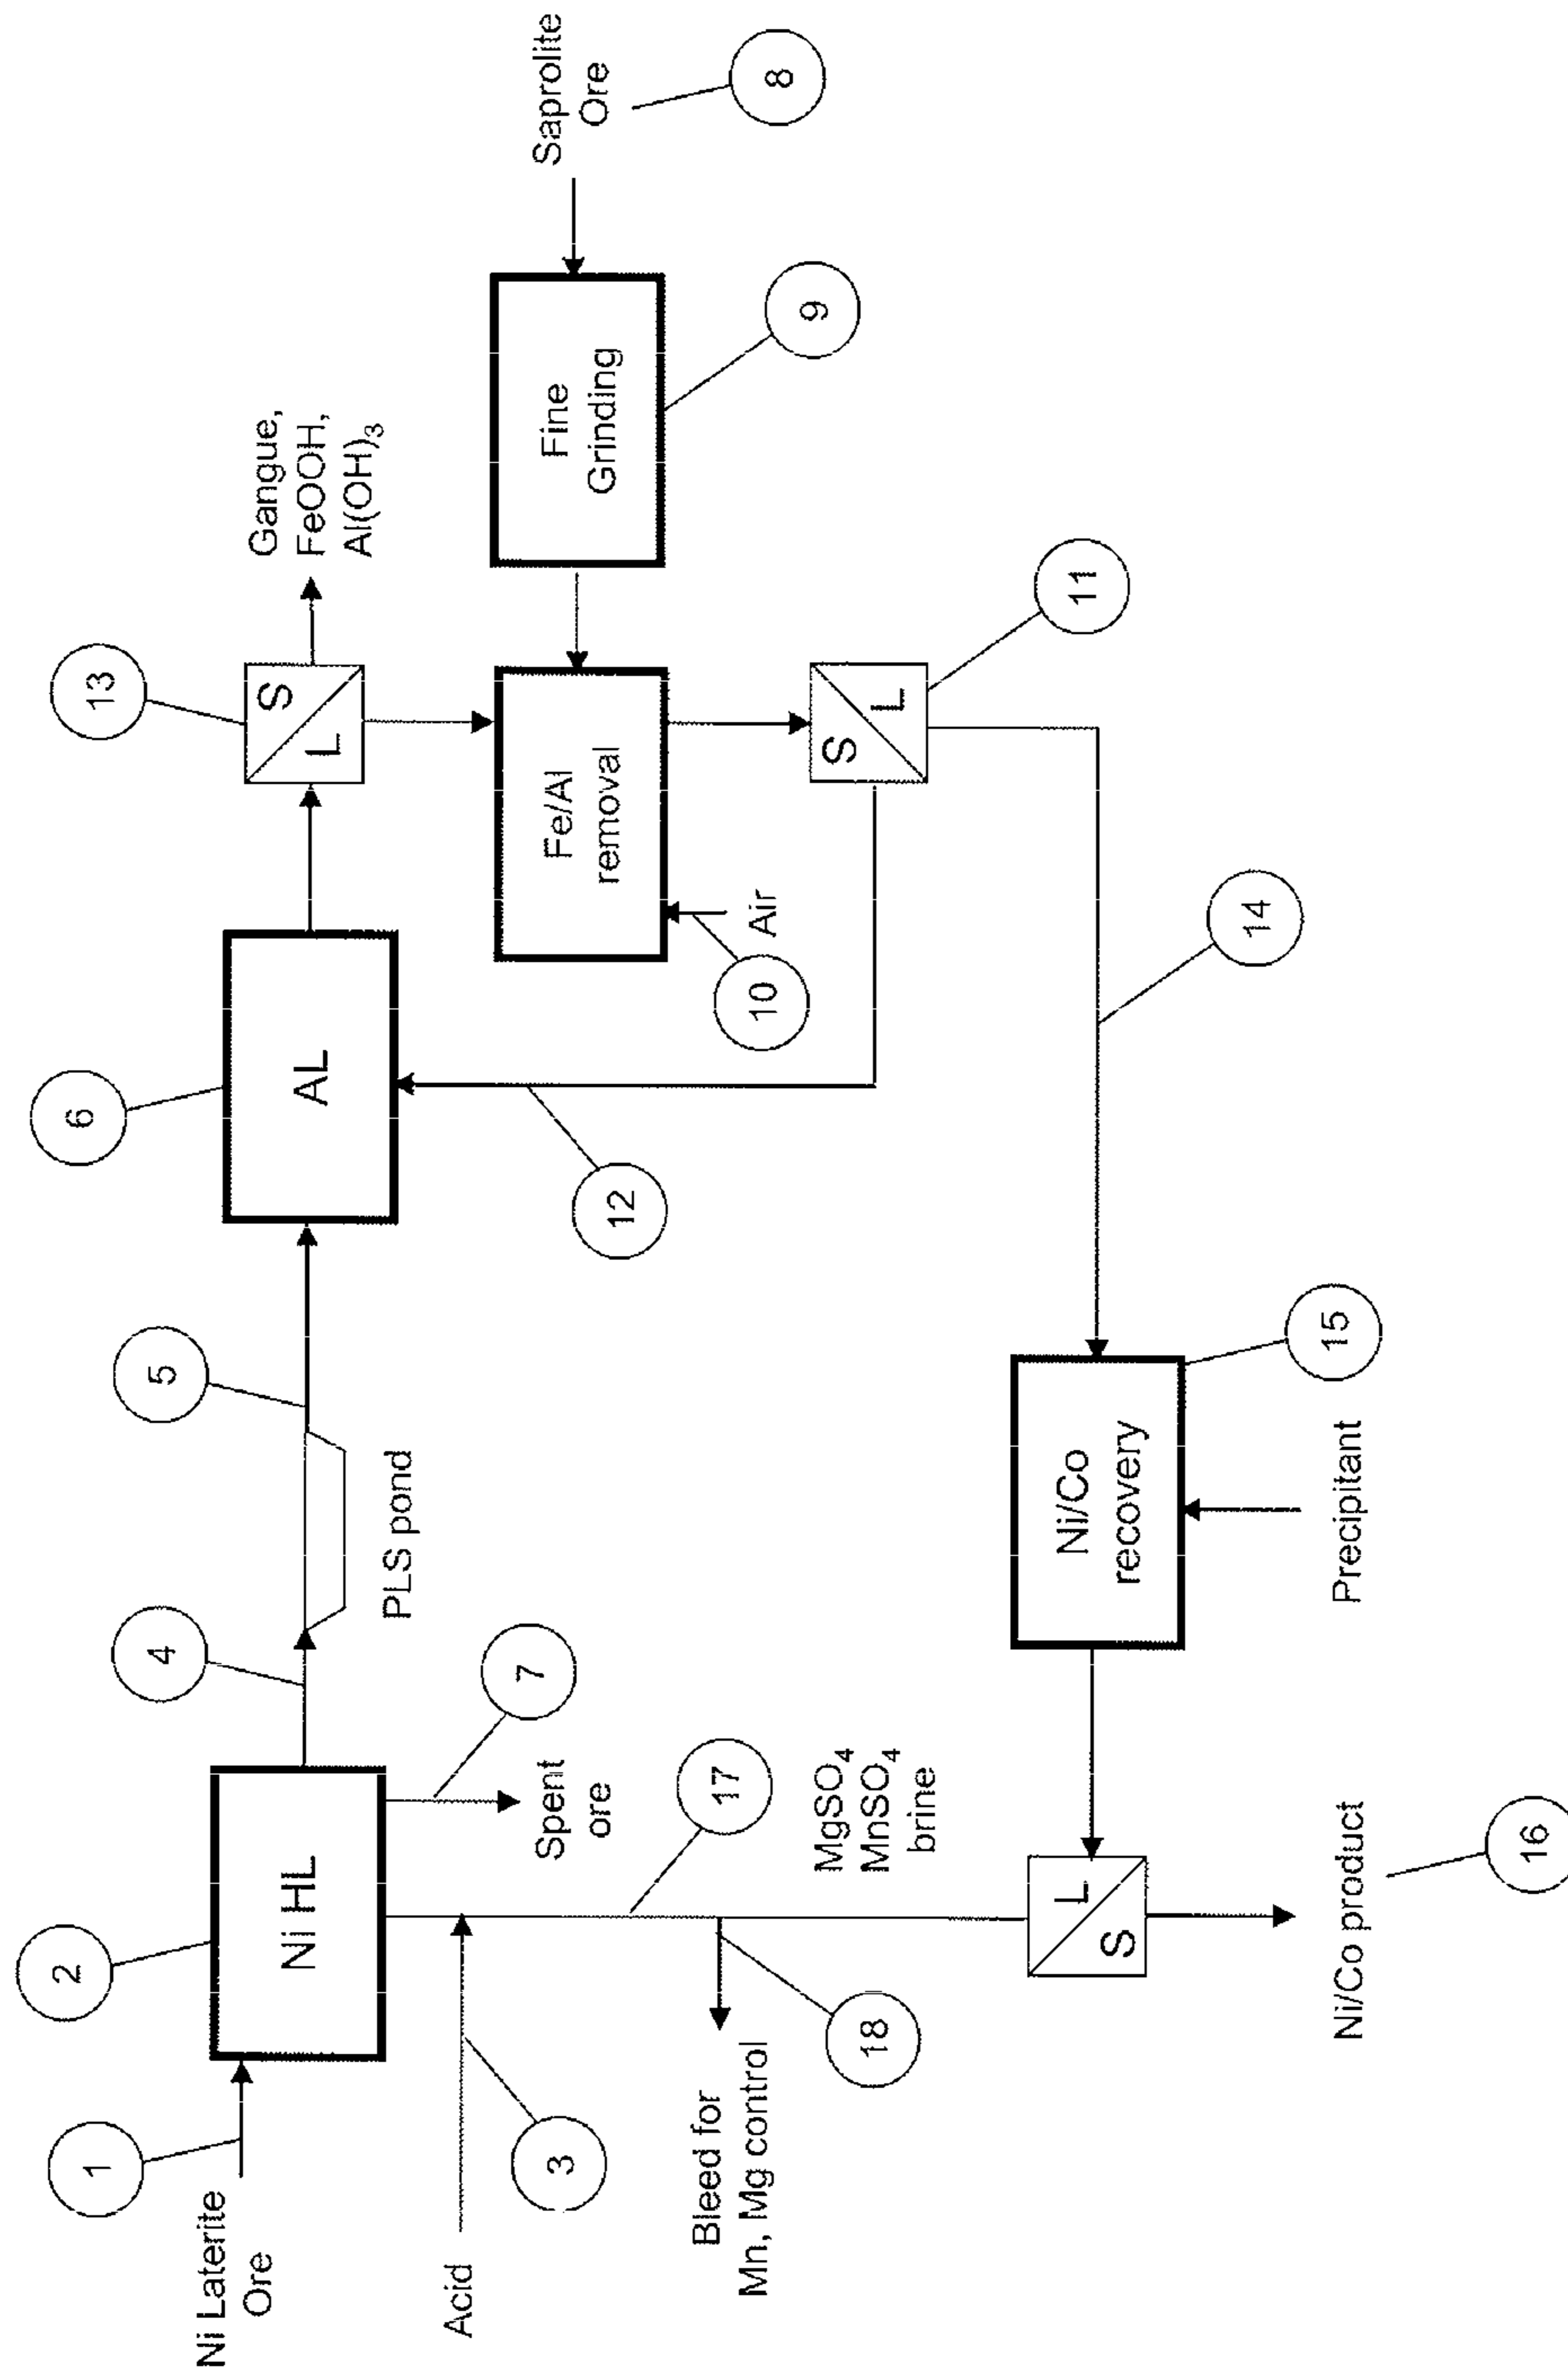 Ni Laterite
Ore
1
2
Ni HL
Acid
3
4
PLS pond
5
6
AL
7
Spent
ore
13
S
L
Gangue,
FeOOH,
Al(OH)₃
Saprolite
Ore
8
Fine
Grinding
9
Fe/Al
removal
10
Air
S
L
11
12
14
Ni/Co
recovery
15
Precipitant
L
S
Ni/Co product
16
MgSO₄
MnSO₄
brine
17
Bleed for
Mn, Mg control
18